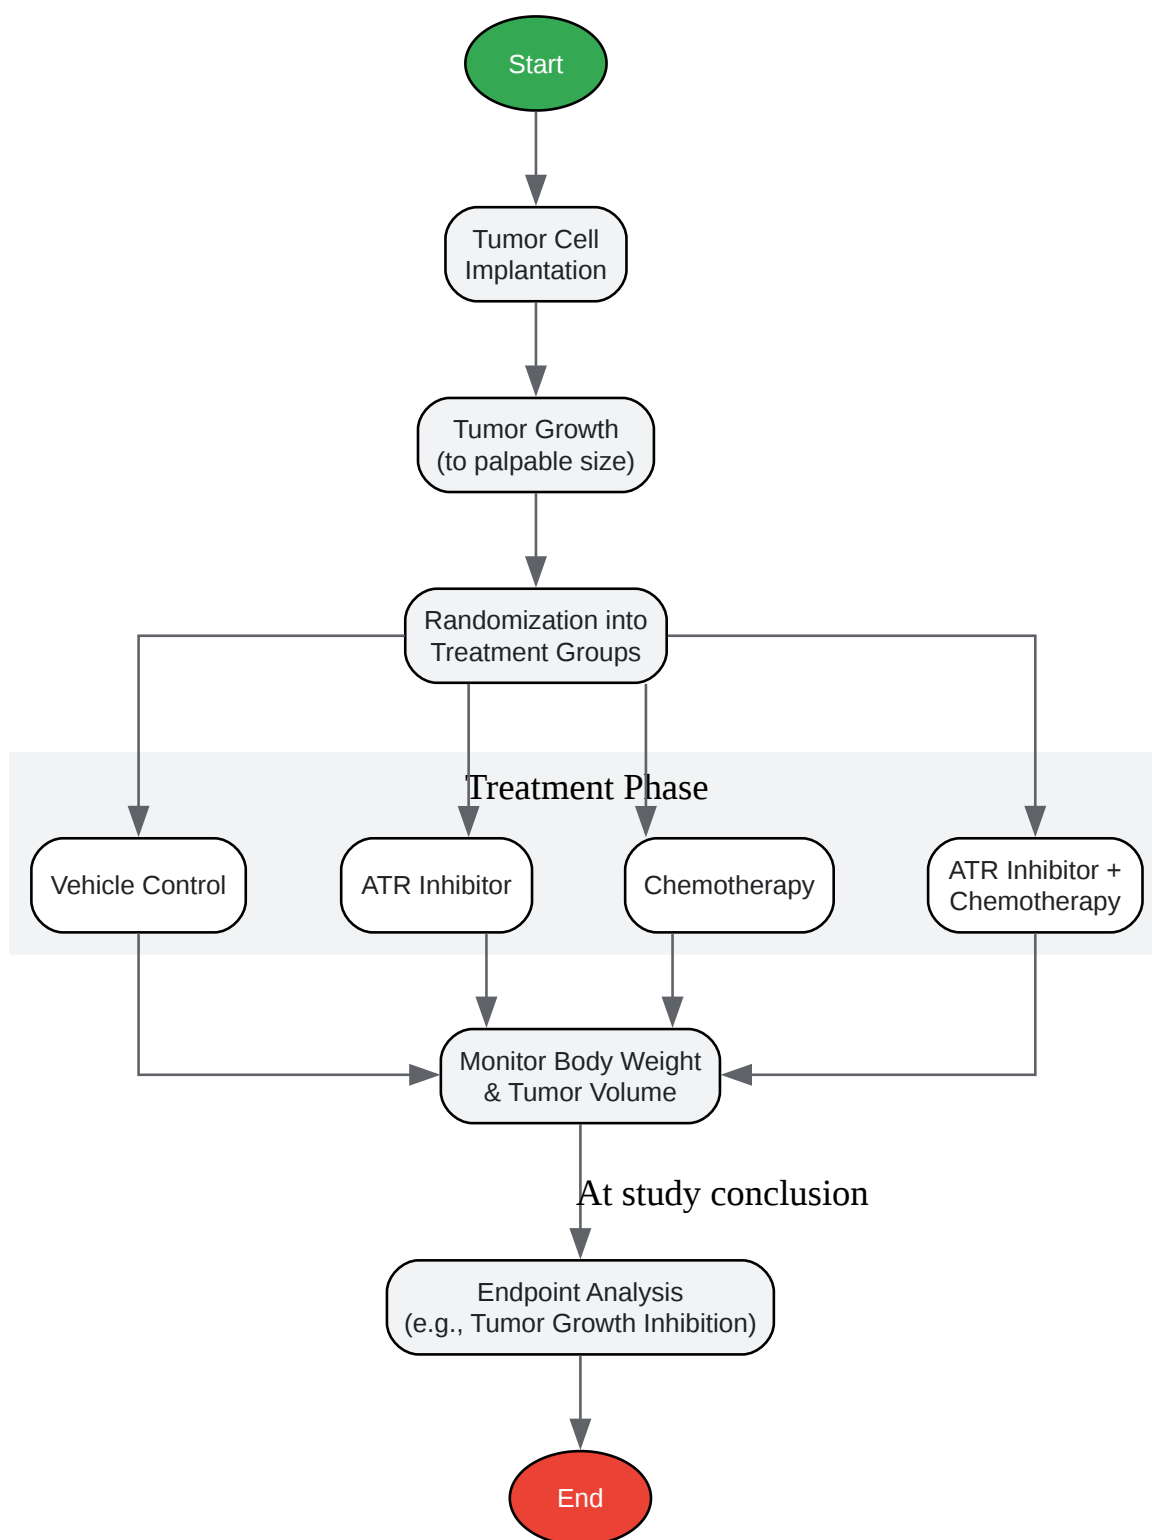 Start
Tumor Cell
Implantation
Tumor Growth
(to palpable size)
Randomization into
Treatment Groups
Treatment Phase
Vehicle Control
ATR Inhibitor
Chemotherapy
ATR Inhibitor +
Chemotherapy
Monitor Body Weight
& Tumor Volume
At study conclusion
Endpoint Analysis
(e.g., Tumor Growth Inhibition)
End